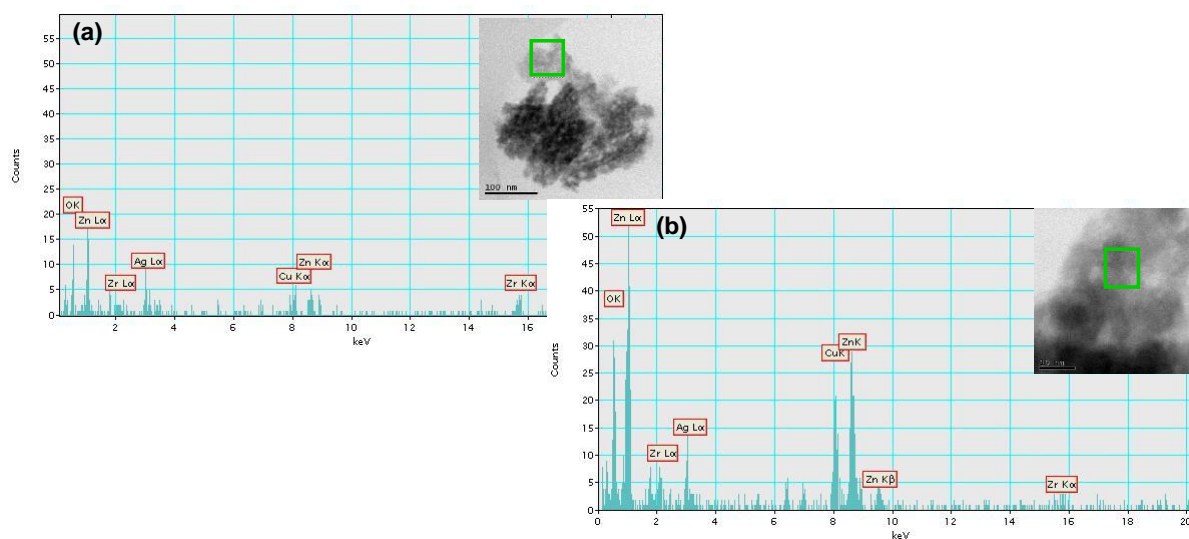 (a)
Counts
55
50
45
40
35
30
25
20
15
10
5
0
OK
Zn Lα
Zr Lα
Ag Lα
Cu Kα
Zn Kα
Zr Kα
2
4
6
8
10
12
14
16
keV
100 nm
(b)
Counts
55
50
45
40
35
30
25
20
15
10
5
0
OK
Zn Lα
Zr Lα
Ag Lα
CuK
ZnK
Zn Kβ
Zr Kα
0
2
4
6
8
10
12
14
16
18
20
keV